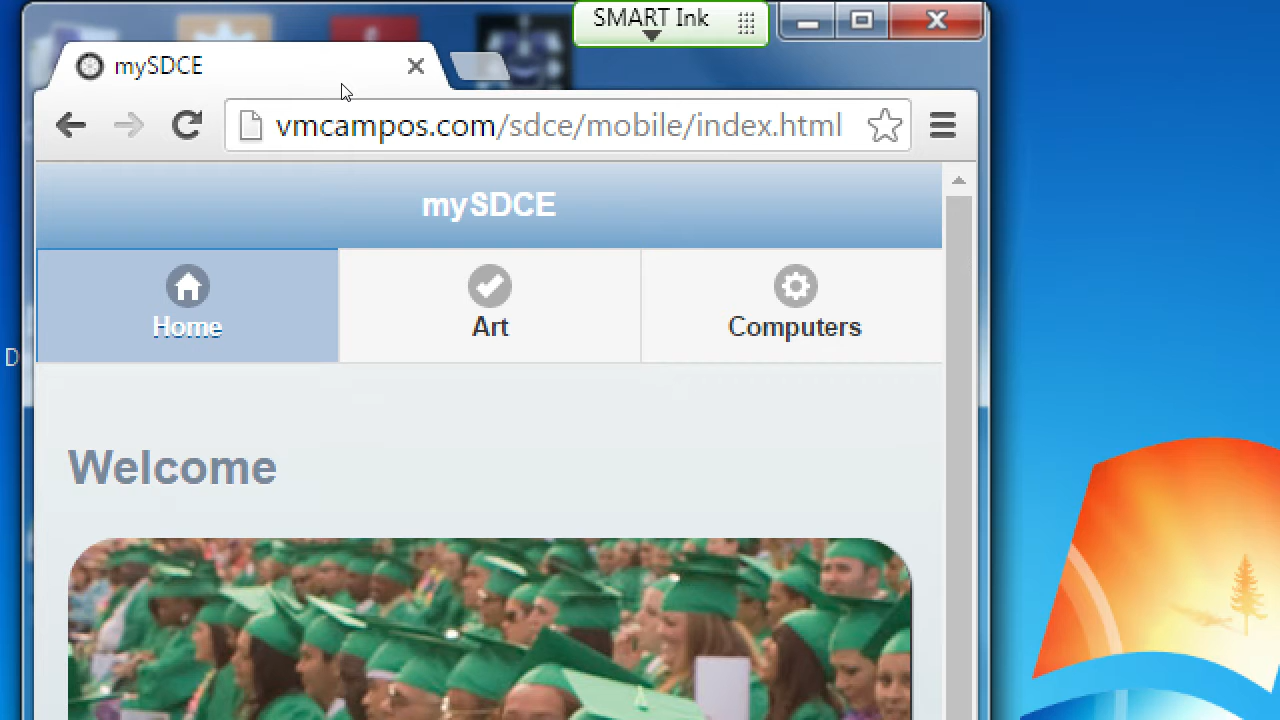 SMART Ink
mySDCE
vmcampos.com/sdce/mobile/index.html
mySDCE
Home Art Computers
D
Welcome